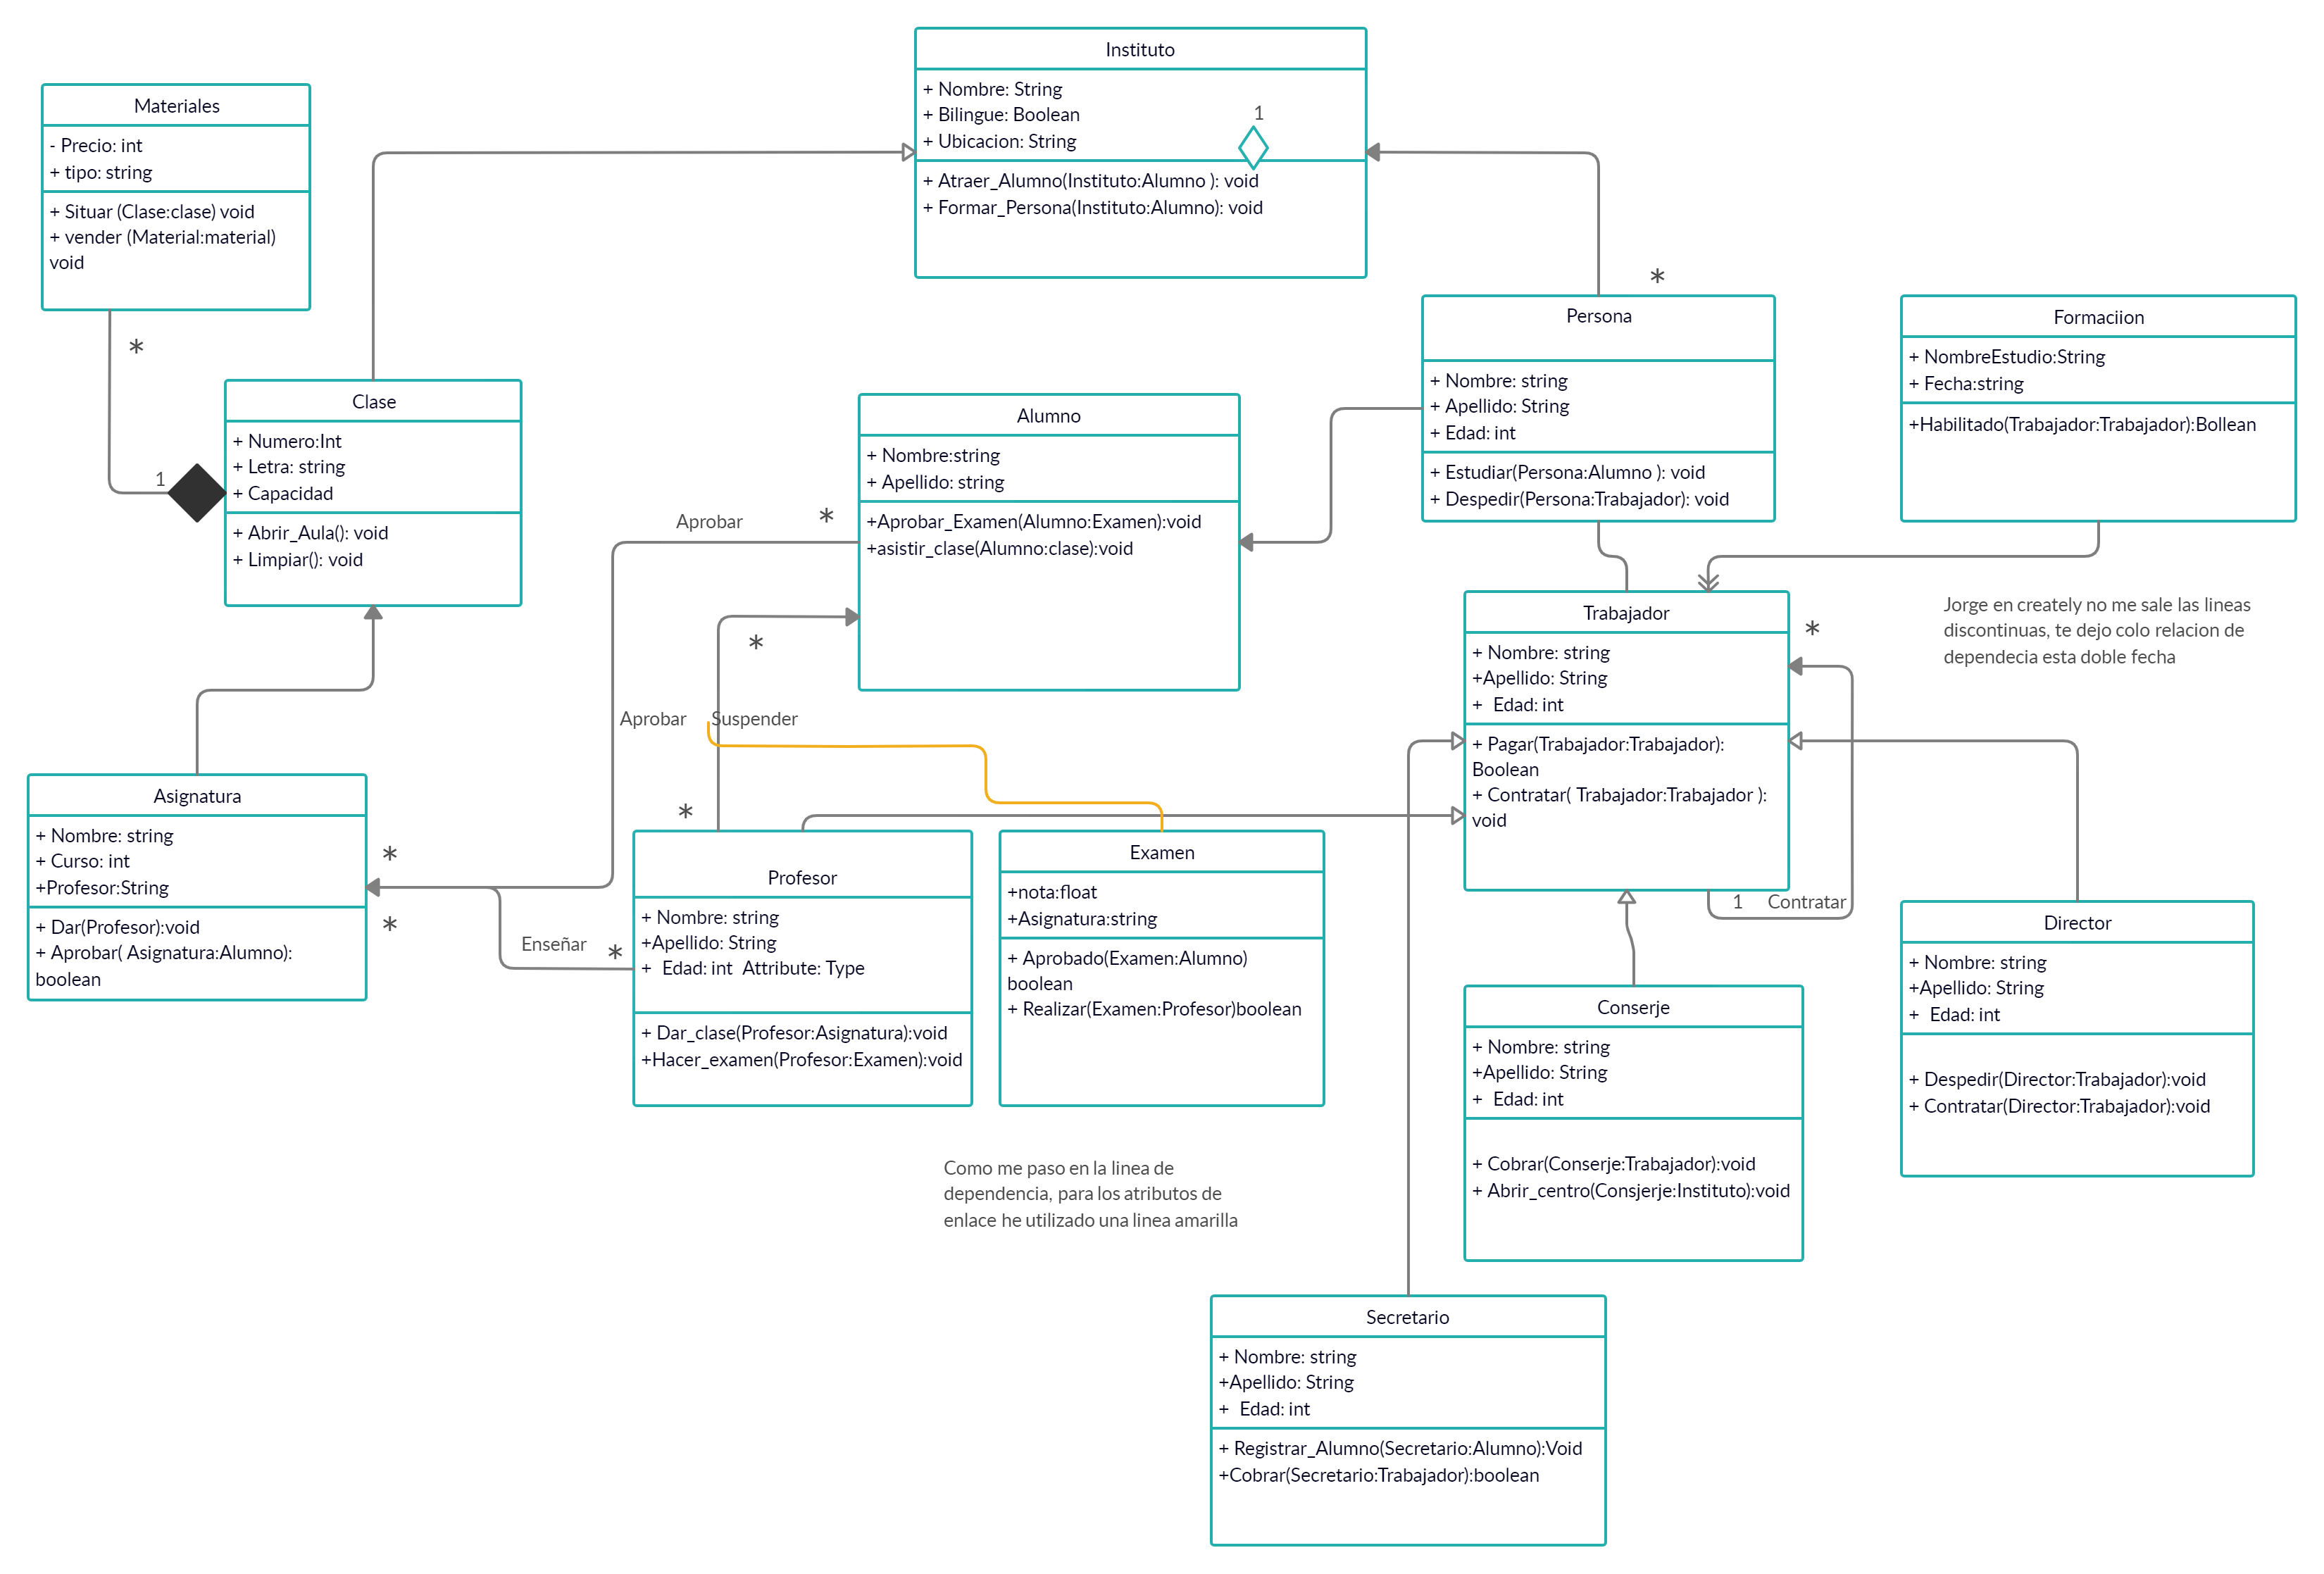 Instituto
+ Nombre: String
+ Bilingue: Boolean
+ Ubicacion: String
1
+ Atraer_Alumno(Instituto:Alumno ): void
+ Formar_Persona(Instituto:Alumno): void
Materiales
- Precio: int
+ tipo: string
+ Situar (Clase:clase) void
+ vender (Material:material)
void
*
1
Clase
+ Numero:Int
+ Letra: string
+ Capacidad
+ Abrir_Aula(): void
+ Limpiar(): void
*
Persona
+ Nombre: string
+ Apellido: String
+ Edad: int
+ Estudiar(Persona:Alumno ): void
+ Despedir(Persona:Trabajador): void
Formaciion
+ NombreEstudio:String
+ Fecha:string
+Habilitado(Trabajador:Trabajador):Bollean
Alumno
+ Nombre:string
+ Apellido: string
+Aprobar_Examen(Alumno:Examen):void
+asistir_clase(Alumno:clase):void
Aprobar
*
*
Aprobar
Suspender
*
Jorge en creately no me sale las lineas
discontinuas, te dejo colo relacion de
dependecia esta doble fecha
Trabajador
+ Nombre: string
+Apellido: String
+  Edad: int
+ Pagar(Trabajador:Trabajador):
Boolean
+ Contratar( Trabajador:Trabajador ):
void
*
1
Contratar
Asignatura
+ Nombre: string
+ Curso: int
+Profesor:String
+ Dar(Profesor):void
+ Aprobar( Asignatura:Alumno):
boolean
*
*
Enseñar
*
Profesor
+ Nombre: string
+Apellido: String
+  Edad: int  Attribute: Type
+ Dar_clase(Profesor:Asignatura):void
+Hacer_examen(Profesor:Examen):void
Examen
+nota:float
+Asignatura:string
+ Aprobado(Examen:Alumno)
boolean
+ Realizar(Examen:Profesor)boolean
Director
+ Nombre: string
+Apellido: String
+  Edad: int
+ Despedir(Director:Trabajador):void
+ Contratar(Director:Trabajador):void
Conserje
+ Nombre: string
+Apellido: String
+  Edad: int
+ Cobrar(Conserje:Trabajador):void
+ Abrir_centro(Consjerje:Instituto):void
Como me paso en la linea de
dependencia, para los atributos de
enlace he utilizado una linea amarilla
Secretario
+ Nombre: string
+Apellido: String
+  Edad: int
+ Registrar_Alumno(Secretario:Alumno):Void
+Cobrar(Secretario:Trabajador):boolean